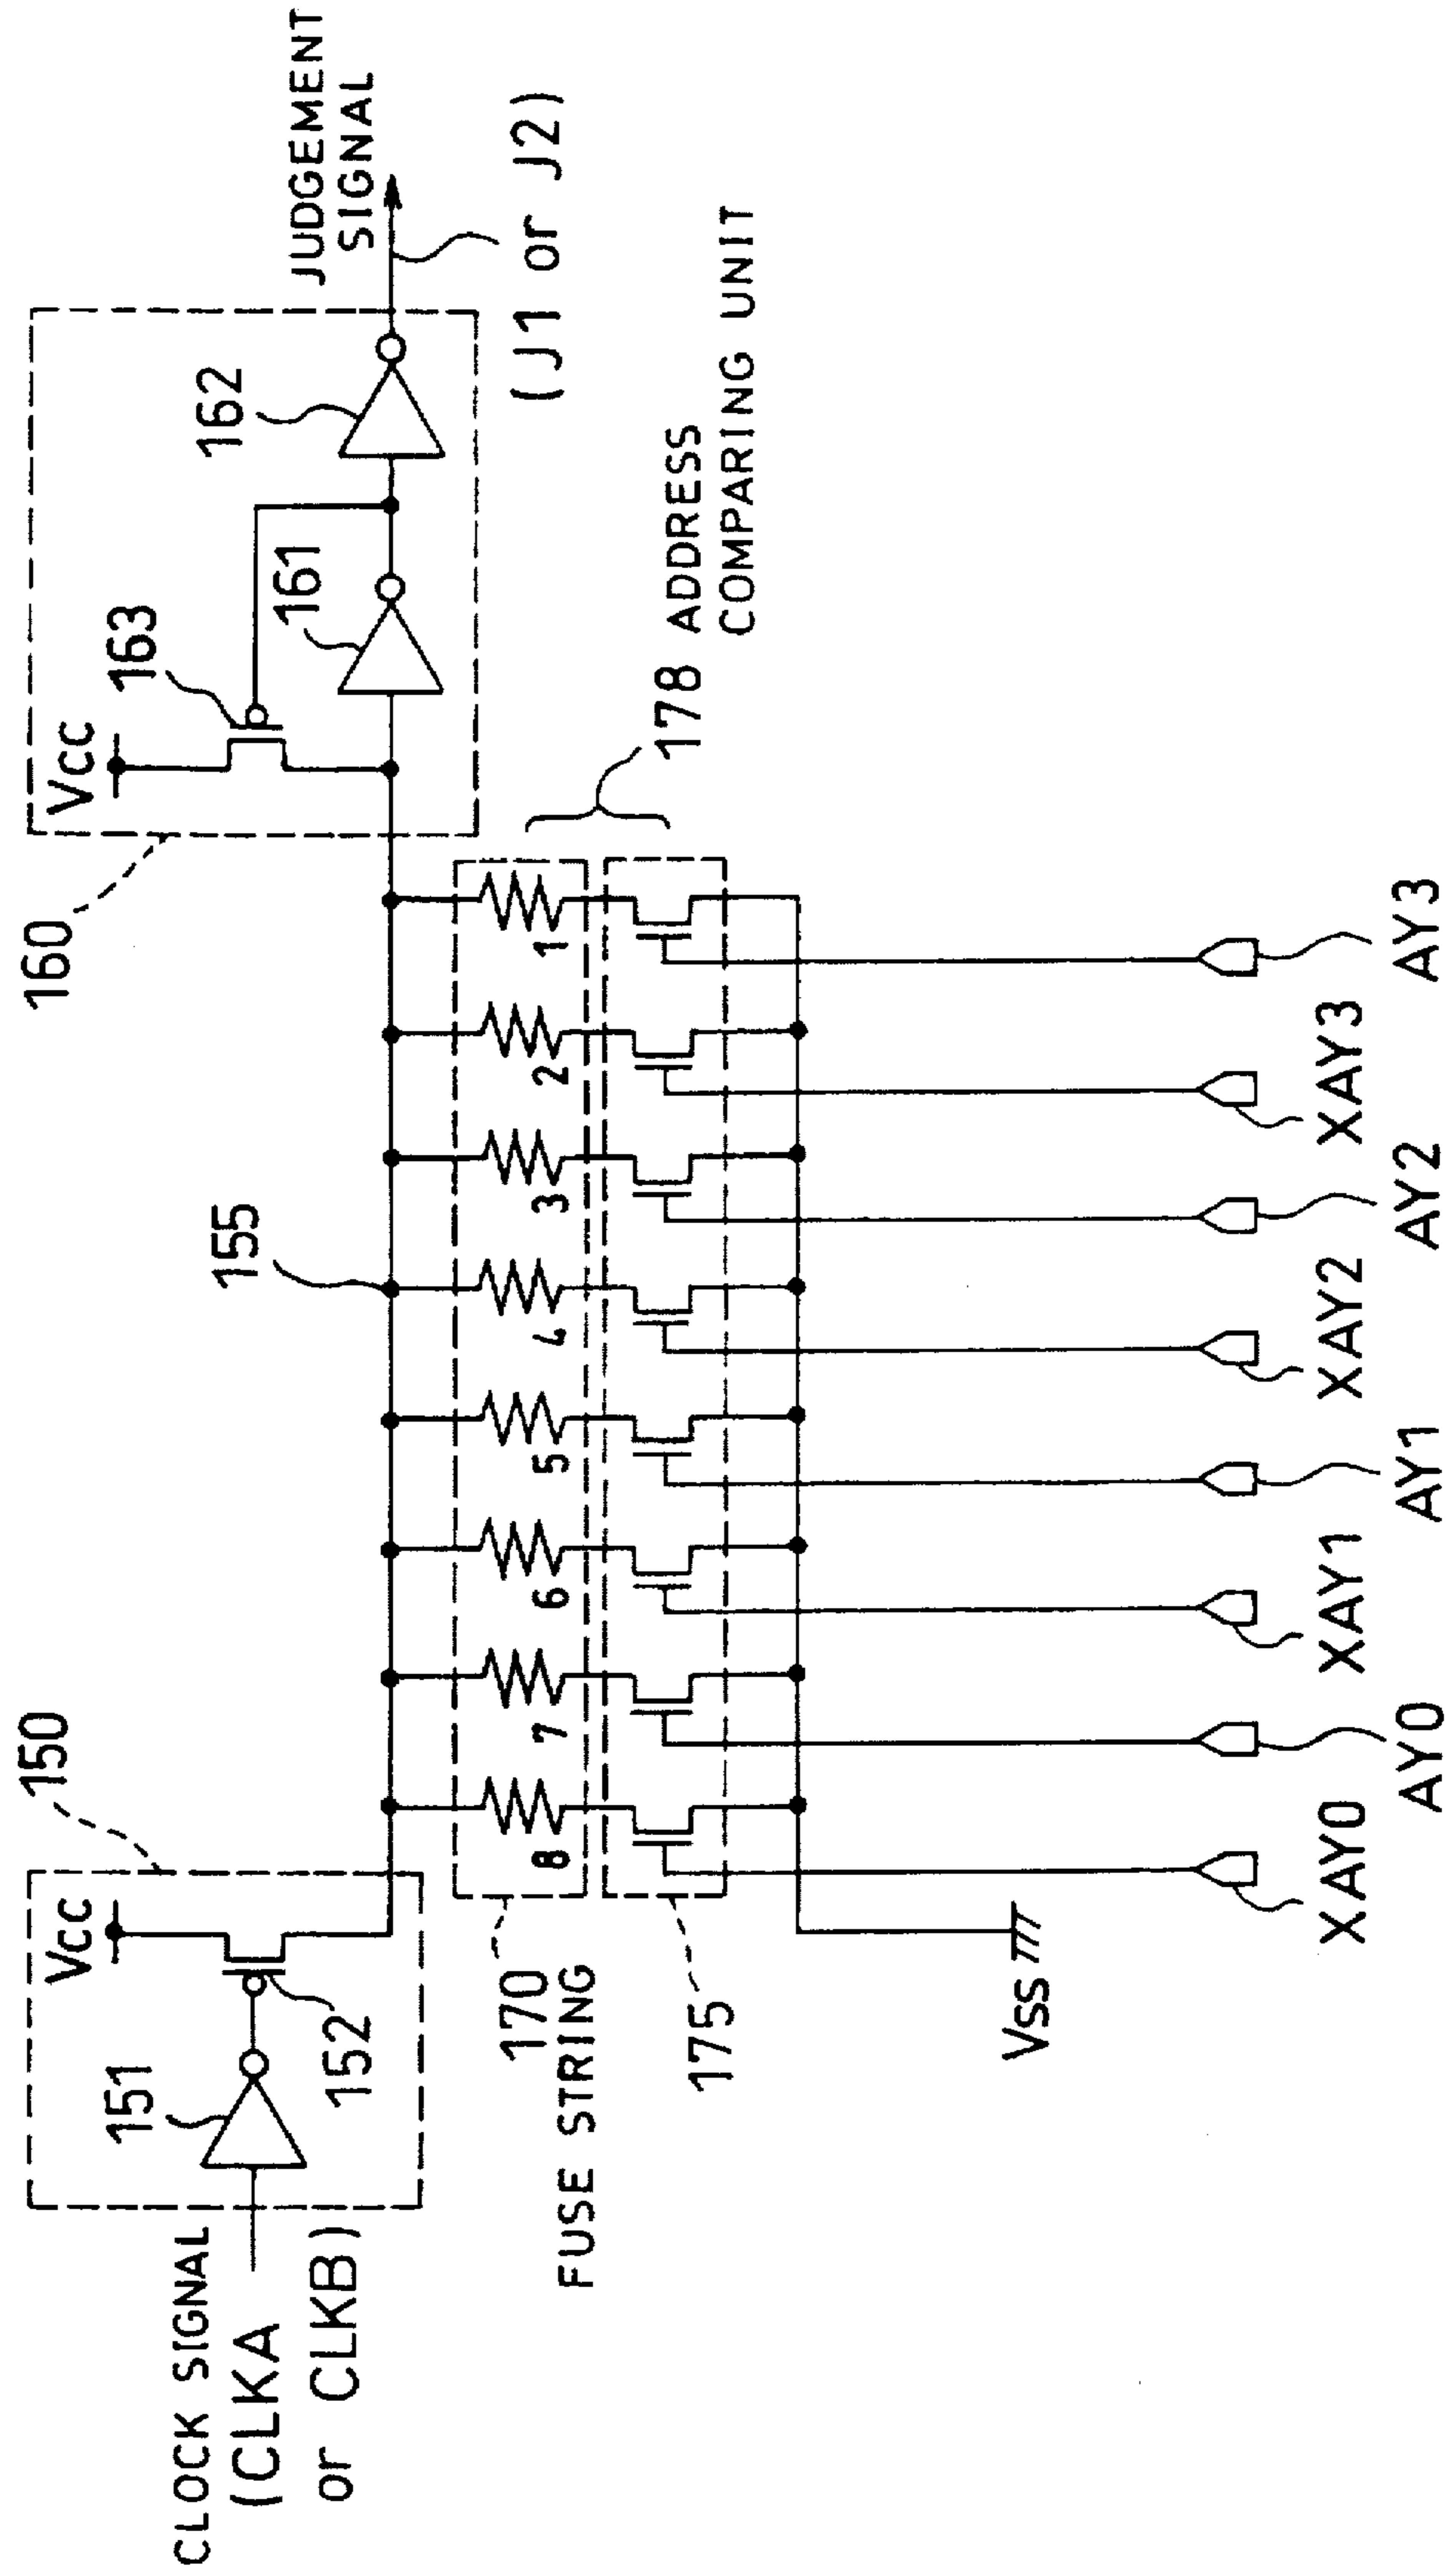 CLOCK SIGNAL
(CLKA
or CLKB)
150
Vcc
151
152
155
160
Vcc
163
161
162
JUDGEMENT
SIGNAL
(J1 or J2)
178 ADDRESS
COMPARING UNIT
170
FUSE STRING
175
8
7
6
5
4
3
2
1
Vss
XAY0
AY0
XAY1
AY1
XAY2
AY2
XAY3
AY3